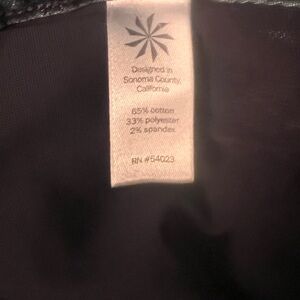 Designed in
Sonoma County,
California
65% cotton
33% polyester
2% spandex
RN #54023